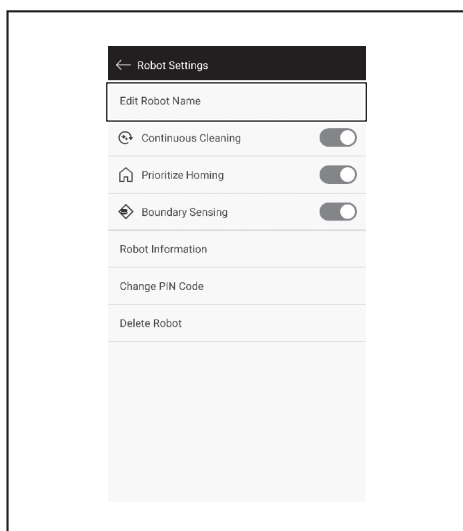 Robot Settings
Edit Robot Name
Continuous Cleaning
Prioritize Homing
Boundary Sensing
Robot Information
Change PIN Code
Delete Robot